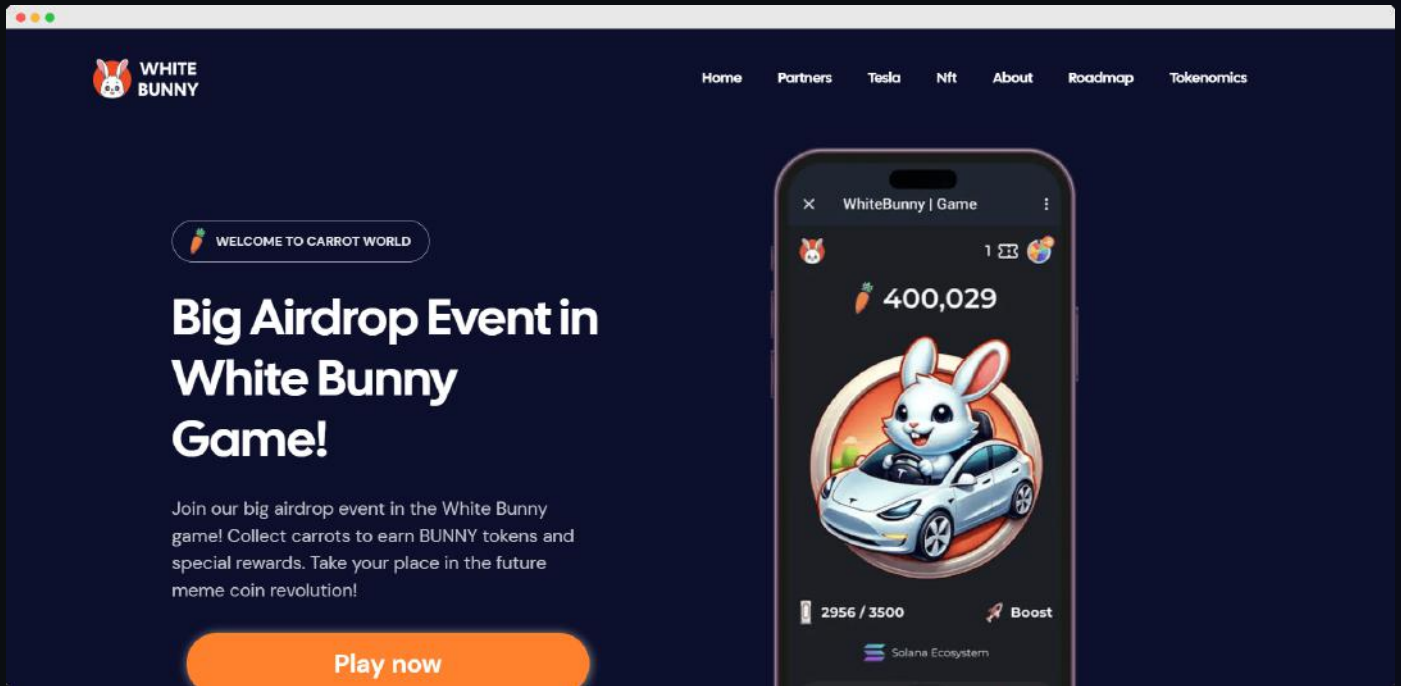 WHITE
BUNNY
Home Partners Tesla Nft About Roadmap Tokenomics
WELCOME TO CARROT WORLD
Big Airdrop Event in
White Bunny
Game!
Join our big airdrop event in the White Bunny
game! Collect carrots to earn BUNNY tokens and
special rewards. Take your place in the future
meme coin revolution!
Play now
WhiteBunny | Game
1
400,029
2956 / 3500 Boost
Solana Ecosystem